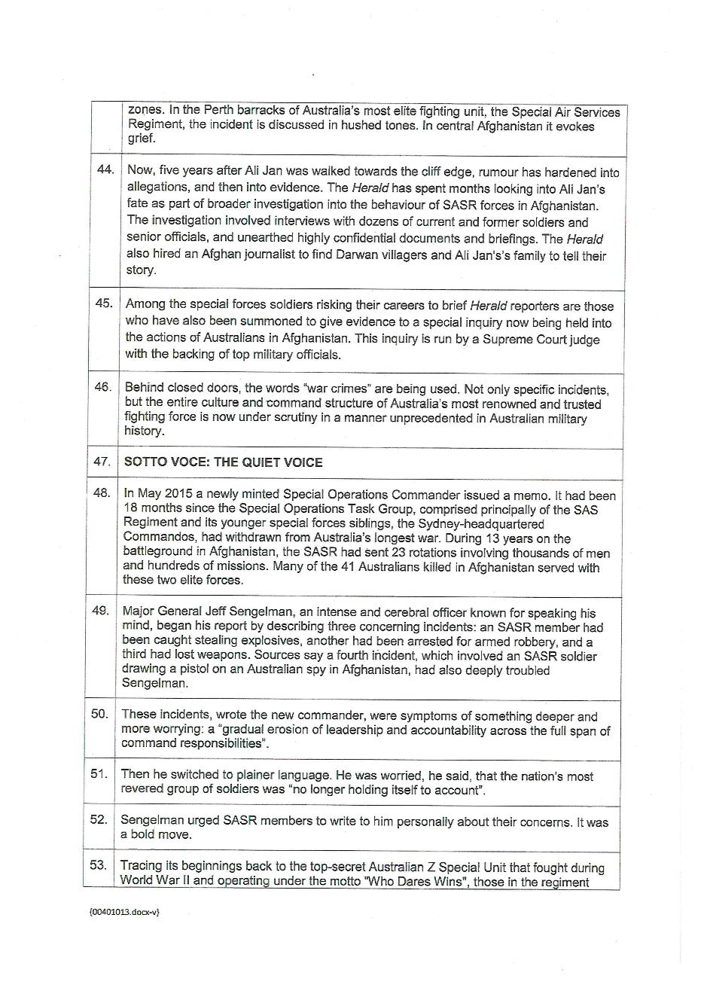 zones. In the Perth barracks of Australia's most elite fighting unit, the Special Air Services
Regiment, the incident is discussed in hushed tones. In central Afghanistan it evokes
grief.
44. Now, five years after Ali Jan was walked towards the cliff edge, rumour has hardened into
allegations, and then into evidence. The Herald has spent months looking into Ali Jan's
fate as part of broader investigation into the behaviour of SASR forces in Afghanistan.
The investigation involved interviews with dozens of current and former soldiers and
senior officials, and unearthed highly confidential documents and briefings. The Herald
also hired an Afghan journalist to find Darwan villagers and Ali Jan's's family to tell their
story.
45. Among the special forces soldiers risking their careers to brief Herald reporters are those
who have also been summoned to give evidence to a special inquiry now being held into
the actions of Australians in Afghanistan. This inquiry is run by a Supreme Court judge
with the backing of top military officials.
46. Behind closed doors, the words "war crimes" are being used. Not only specific incidents,
but the entire culture and command structure of Australia's most renowned and trusted
fighting force is now under scrutiny in a manner unprecedented in Australian military
history.
47. SOTTO VOCE: THE QUIET VOICE
48. In May 2015 a newly minted Special Operations Commander issued a memo. It had been
18 months since the Special Operations Task Group, comprised principally of the SAS
Regiment and its younger special forces siblings, the Sydney-headquartered
Commandos, had withdrawn from Australia's longest war. During 13 years on the
battleground in Afghanistan, the SASR had sent 23 rotations involving thousands of men
and hundreds of missions. Many of the 41 Australians killed in Afghanistan served with
these two elite forces.
49. Major General Jeff Sengelman, an intense and cerebral officer known for speaking his
mind, began his report by describing three concerning incidents: an SASR member had
been caught stealing explosives, another had been arrested for armed robbery, and a
third had lost weapons. Sources say a fourth incident, which involved an SASR soldier
drawing a pistol on an Australian spy in Afghanistan, had also deeply troubled
Sengelman.
50. These incidents, wrote the new commander, were symptoms of something deeper and
more worrying: a "gradual erosion of leadership and accountability across the full span of
command responsibilities".
51. Then he switched to plainer language. He was worried, he said, that the nation's most
revered group of soldiers was "no longer holding itself to account".
52. Sengelman urged SASR members to write to him personally about their concerns. It was
a bold move.
53. Tracing its beginnings back to the top-secret Australian Z Special Unit that fought during
World War II and operating under the motto "Who Dares Wins", those in the regiment
{00401013.docx-v}